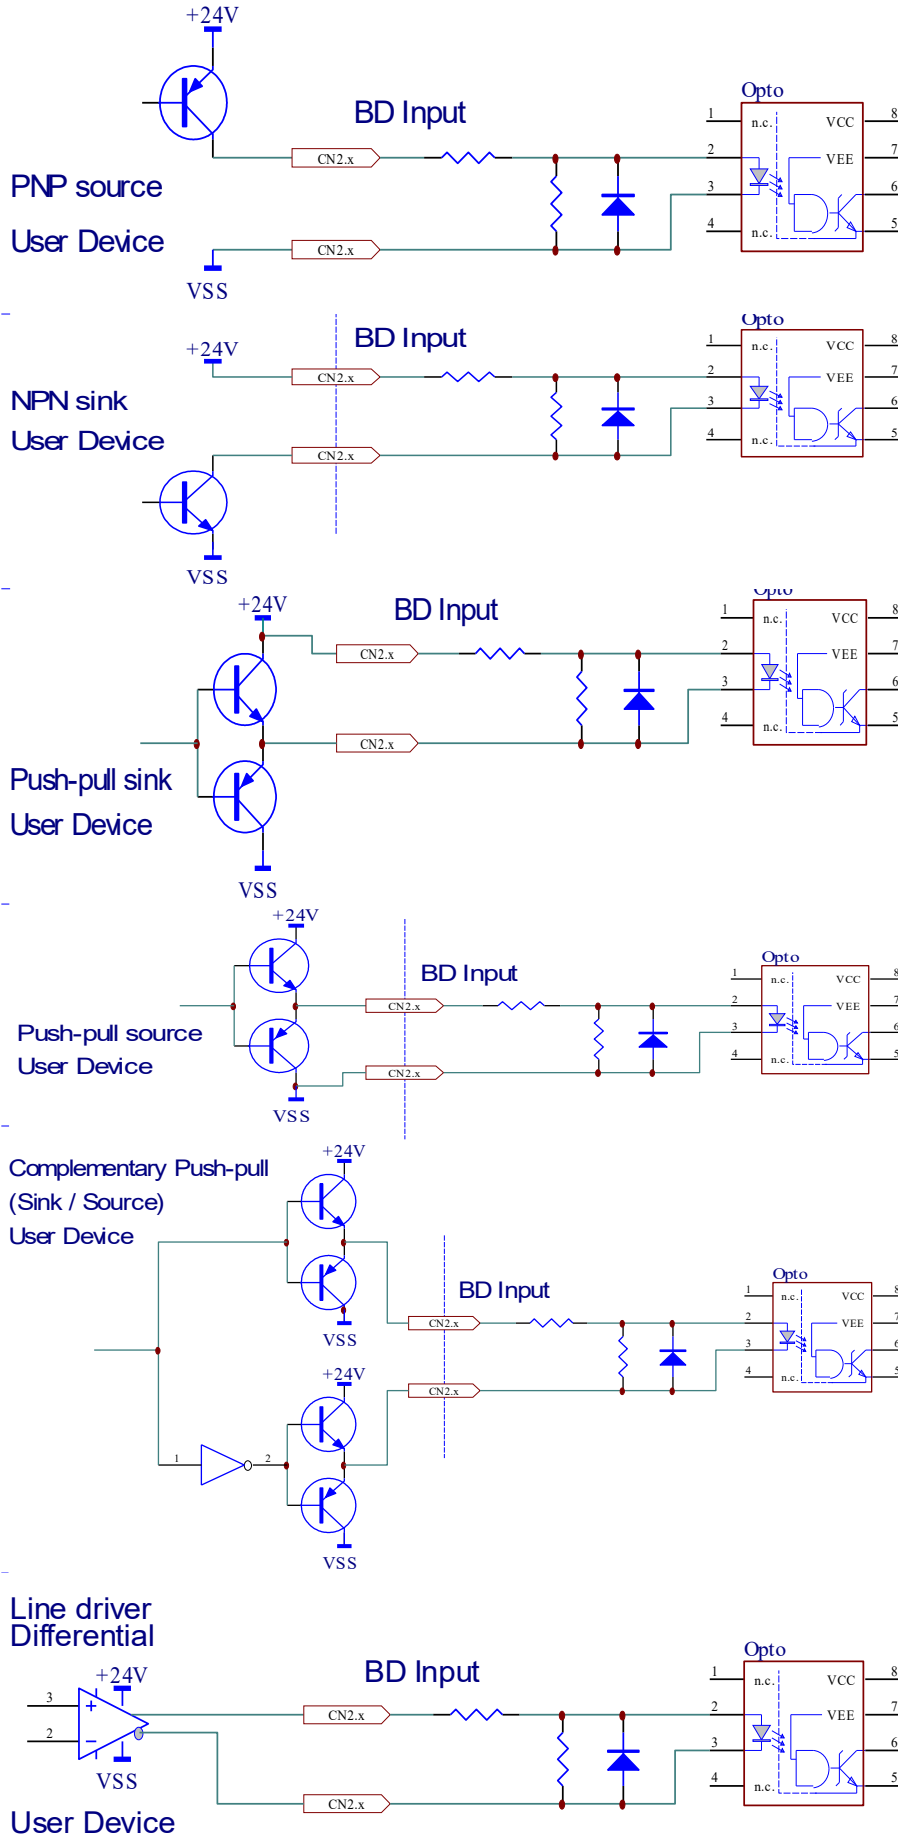 +24V
Opto
BD Input
1
n.c.
VCC
8
2
VEE
7
CN2.x
PNP source
3
6
User Device
4
n.c.
5
CN2.x
VSS
BD Input
Opto
+24V
1
n.c.
VCC
8
CN2.x
2
VEE
7
NPN sink
3
6
User Device
4
n.c.
5
CN2.x
VSS
+24V
BD Input
Opto
1
n.c.
VCC
8
CN2.x
2
VEE
7
3
6
4
n.c.
5
CN2.x
Push-pull sink
User Device
VSS
+24V
BD Input
Opto
1
n.c.
VCC
8
CN2.x
2
VEE
7
Push-pull source
3
6
User Device
4
n.c.
5
CN2.x
VSS
+24V
Complementary Push-pull
(Sink / Source)
User Device
BD Input
Opto
1
n.c.
VCC
8
CN2.x
2
VEE
7
VSS
3
6
+24V
4
n.c.
5
CN2.x
1
2
VSS
Line driver
Differential
BD Input
Opto
+24V
1
n.c.
VCC
8
3
+
CN2.x
2
VEE
7
2
−
3
6
VSS
4
n.c.
5
CN2.x
User Device